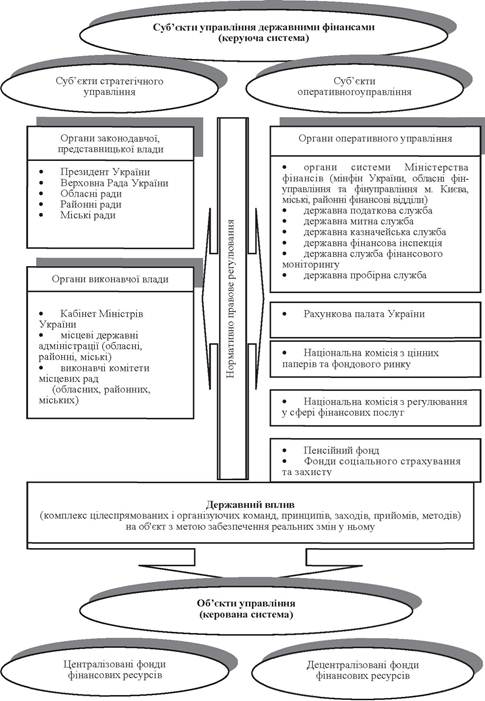 Суб’єкти управління державними фінансами
(керуюча система)
Суб’єкти стратегічного
управління
Суб’єкти
оперативногоуправління
Органи законодавчої,
представницької влади
• Президент України
• Верховна Рада України
• Обласні ради
• Районні ради
• Міські ради
Органи виконавчої влади
• Кабінет Міністрів
України
• місцеві державні
адміністрації (обласні,
районні, міські)
• виконавчі комітети
місцевих рад
(обласних, районних,
міських)
Нормативно правове регулювання
Органи оперативного управління
• органи системи Міністерства
фінансів (мінфін України, обласні фін-
управління та фінуправління м. Києва,
міські, районні фінансові відділи)
• державна податкова служба
• державна митна служба
• державна казначейська служба
• державна фінансова інспекція
• державна служба фінансового
моніторингу
• державна пробірна служба
• Рахункова палата України
• Національна комісія з цінних
паперів та фондового ринку
• Національна комісія з регулювання
у сфері фінансових послуг
• Пенсійний фонд
• Фонди соціального страхування
та захисту
Державний вплив
(комплекс цілеспрямованих і організуючих команд, принципів, заходів, прийомів, методів)
на об'єкт з метою забезпечення реальних змін у ньому
Об’єкти управління
(керована система)
Централізовані фонди
фінансових ресурсів
Децентралізовані фонди
фінансових ресурсів